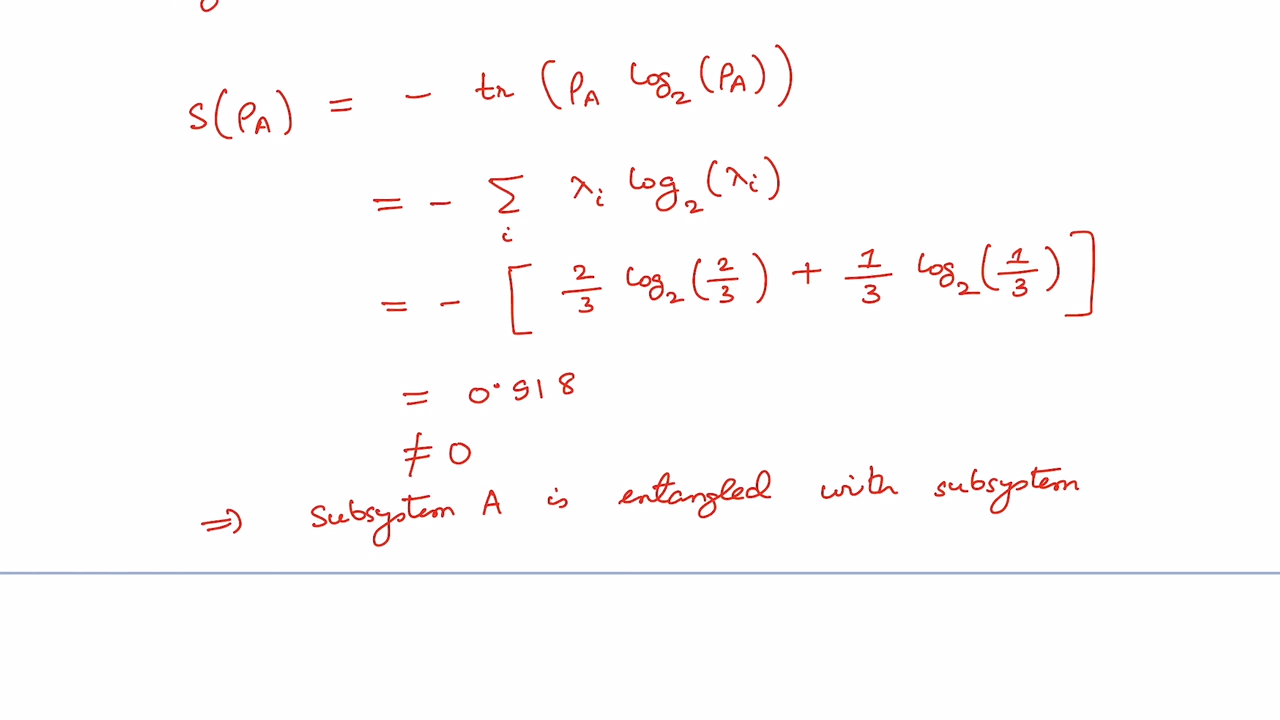 S(ρ_A) = - tr (ρ_A log_2 (ρ_A))
= - Σ_i λ_i log_2 (λ_i)
= - [ 2/3 log_2 (2/3) + 1/3 log_2 (1/3) ]
= 0.918
≠ 0
⇒ Subsystem A is entangled with subsystem